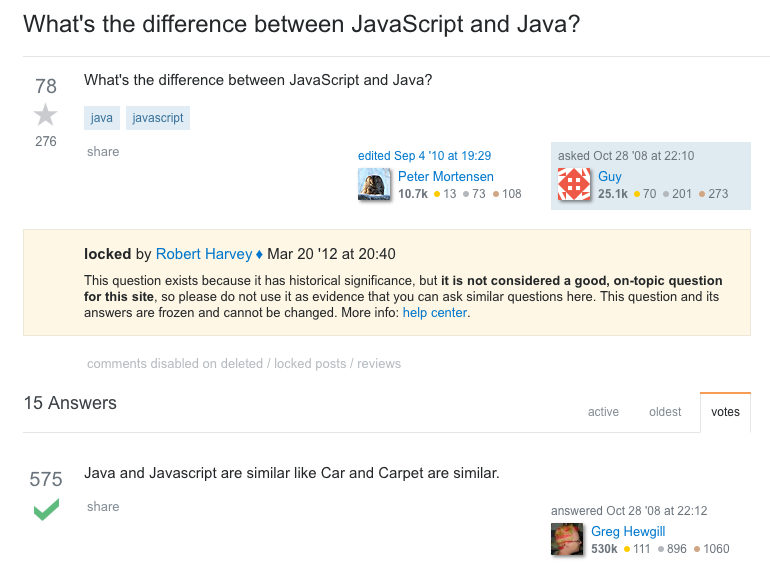 What's the difference between JavaScript and Java?
78
What's the difference between JavaScript and Java?
276
java javascript
share
edited Sep 4 '10 at 19:29
Peter Mortensen
10.7k ● 13 ● 73 ● 108
asked Oct 28 '08 at 22:10
Guy
25.1k ● 70 ● 201 ● 273
locked by Robert Harvey ♦ Mar 20 '12 at 20:40
This question exists because it has historical significance, but it is not considered a good, on-topic question
for this site, so please do not use it as evidence that you can ask similar questions here. This question and its
answers are frozen and cannot be changed. More info: help center.
comments disabled on deleted / locked posts / reviews
15 Answers
active oldest votes
575
Java and Javascript are similar like Car and Carpet are similar.
share
answered Oct 28 '08 at 22:12
Greg Hewgill
530k ● 111 ● 896 ● 1060